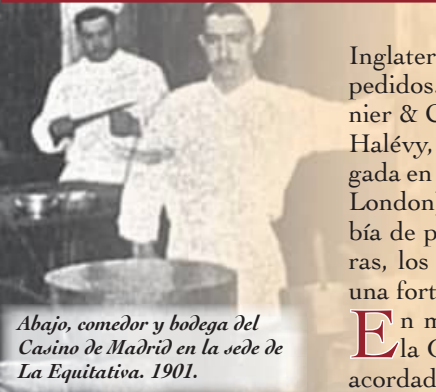 Inglater
pedidos.
nier & C
Halévy,
gada en
London
bía de p
ras, los
una fort
En m
la C
acordad
Abajo, comedor y bodega del
Casino de Madrid en la sede de
La Equitativa. 1901.